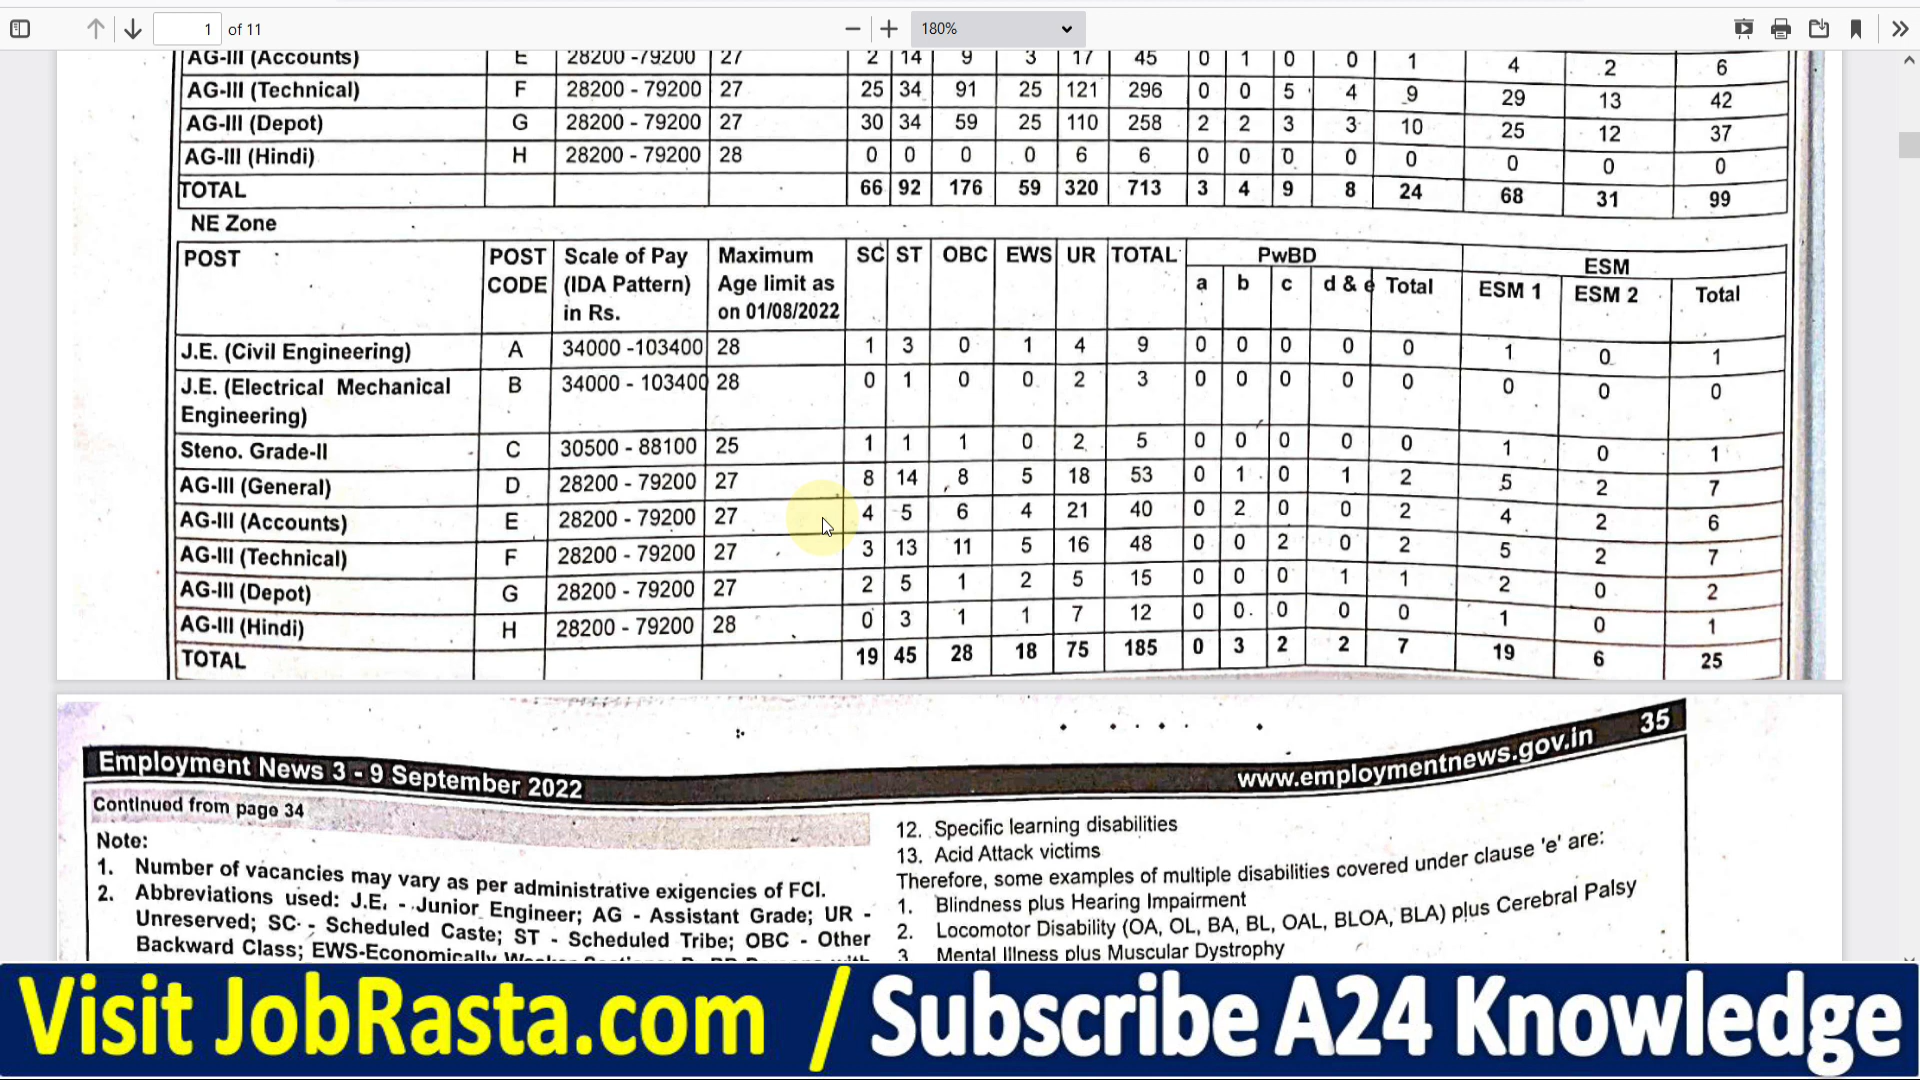 1 of 11 180%
AG-III (Accounts) E 28200 -79200 27 2 14 9 3 17 45 0 1 0 0 1 4 2 6
AG-III (Technical) F 28200 - 79200 27 25 34 91 25 121 296 0 0 5 4 9 29 13 42
AG-III (Depot) G 28200 - 79200 27 30 34 59 25 110 258 2 2 3 3 10 25 12 37
AG-III (Hindi) H 28200 - 79200 28 0 0 0 0 6 6 0 0 0 0 0 0 0 0
TOTAL 66 92 176 59 320 713 3 4 9 8 24 68 31 99
NE Zone
POST POST CODE Scale of Pay (IDA Pattern) in Rs. Maximum Age limit as on 01/08/2022 SC ST OBC EWS UR TOTAL PwBD ESM
a b c d & e Total ESM 1 ESM 2 Total
J.E. (Civil Engineering) A 34000 -103400 28 1 3 0 1 4 9 0 0 0 0 0 1 0 1
J.E. (Electrical Mechanical B 34000 - 103400 28 0 1 0 0 2 3 0 0 0 0 0 0 0 0
Engineering)
Steno. Grade-II C 30500 - 88100 25 1 1 1 0 2 5 0 0 0 0 0 1 0 1
AG-III (General) D 28200 - 79200 27 8 14 8 5 18 53 0 1 0 1 2 5 2 7
AG-III (Accounts) E 28200 - 79200 27 4 5 6 4 21 40 0 2 0 0 2 4 2 6
AG-III (Technical) F 28200 - 79200 27 3 13 11 5 16 48 0 0 2 0 2 5 2 7
AG-III (Depot) G 28200 - 79200 27 2 5 1 2 5 15 0 0 0 1 1 2 0 2
AG-III (Hindi) H 28200 - 79200 28 0 3 1 1 7 12 0 0 0 0 0 1 0 1
TOTAL 19 45 28 18 75 185 0 3 2 2 7 19 6 25
Employment News 3 - 9 September 2022 www.employmentnews.gov.in 35
Continued from page 34
Note:
1. Number of vacancies may vary as per administrative exigencies of FCI.
2. Abbreviations used: J.E. - Junior Engineer; AG - Assistant Grade; UR -
Unreserved; SC - Scheduled Caste; ST - Scheduled Tribe; OBC - Other
Backward Class; EWS-Economically
12. Specific learning disabilities
13. Acid Attack victims
Therefore, some examples of multiple disabilities covered under clause 'e' are:
1. Blindness plus Hearing Impairment
2. Locomotor Disability (OA, OL, BA, BL, OAL, BLOA, BLA) plus Cerebral Palsy
3. Mental Illness plus Muscular Dystrophy
Visit JobRasta.com / Subscribe A24 Knowledge